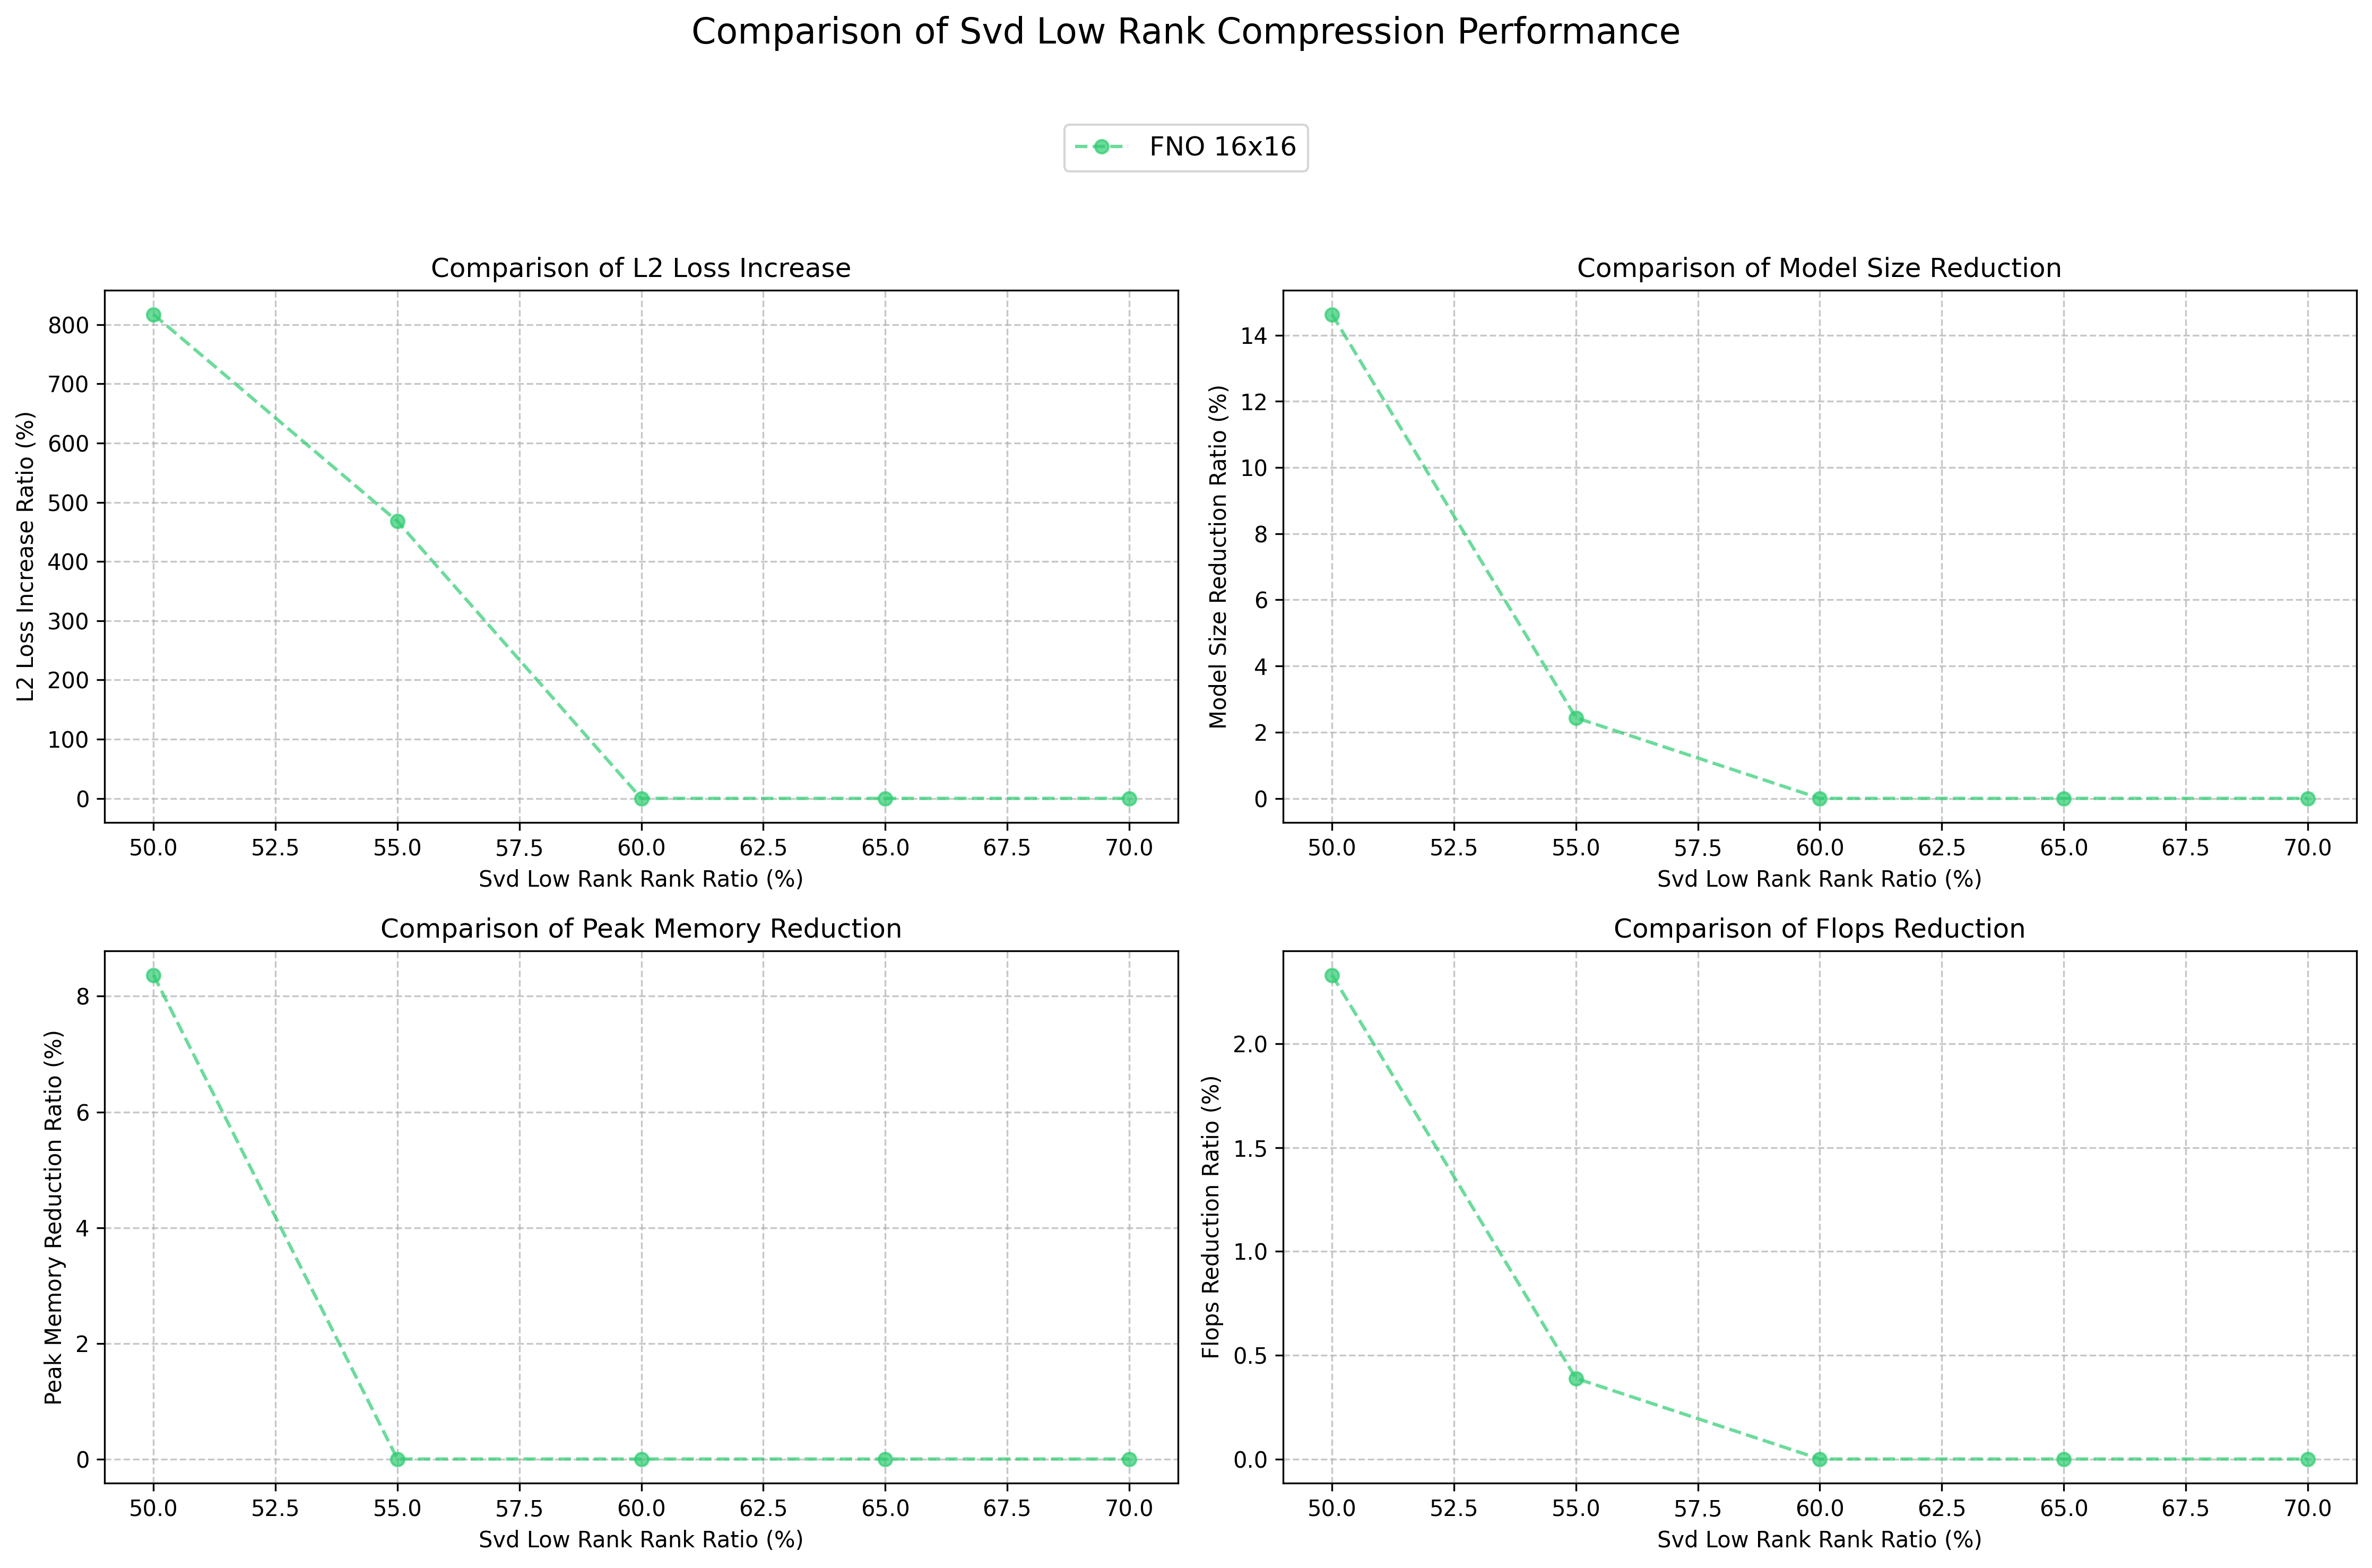 Comparison of Svd Low Rank Compression Performance
FNO 16x16
Comparison of L2 Loss Increase
L2 Loss Increase Ratio (%)
800
700
600
500
400
300
200
100
0
50.0 52.5 55.0 57.5 60.0 62.5 65.0 67.5 70.0
Svd Low Rank Rank Ratio (%)
Comparison of Model Size Reduction
Model Size Reduction Ratio (%)
14
12
10
8
6
4
2
0
50.0 52.5 55.0 57.5 60.0 62.5 65.0 67.5 70.0
Svd Low Rank Rank Ratio (%)
Comparison of Peak Memory Reduction
Peak Memory Reduction Ratio (%)
8
6
4
2
0
50.0 52.5 55.0 57.5 60.0 62.5 65.0 67.5 70.0
Svd Low Rank Rank Ratio (%)
Comparison of Flops Reduction
Flops Reduction Ratio (%)
2.0
1.5
1.0
0.5
0.0
50.0 52.5 55.0 57.5 60.0 62.5 65.0 67.5 70.0
Svd Low Rank Rank Ratio (%)